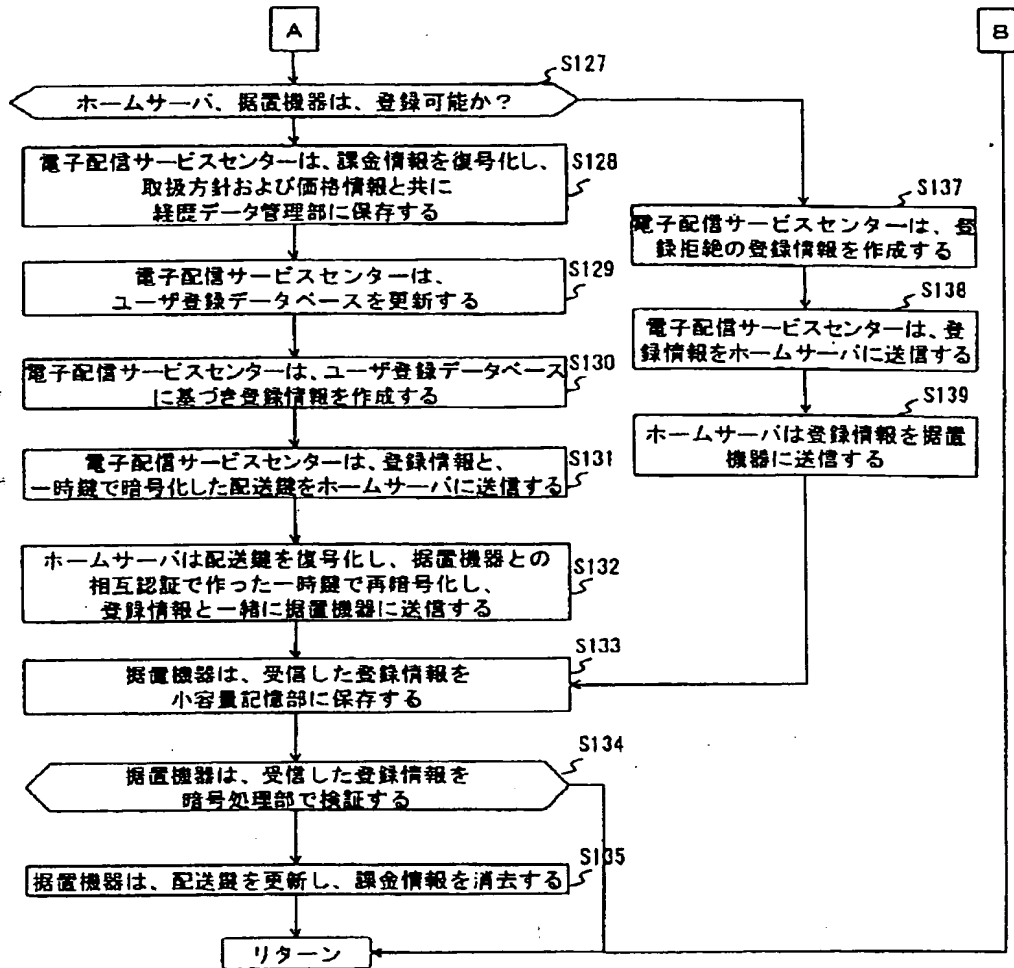 A
B
S127
ホームサーバ、据置機器は、登録可能か？
電子配信サービスセンターは、課金情報を復号化し、
取扱方針および価格情報と共に
経歴データ管理部に保存する
S128
電子配信サービスセンターは、
ユーザ登録データベースを更新する
S129
電子配信サービスセンターは、ユーザ登録データベース
に基づき登録情報を作成する
S130
電子配信サービスセンターは、登録情報と、
一時鍵で暗号化した配送鍵をホームサーバに送信する
S131
ホームサーバは配送鍵を復号化し、据置機器との
相互認証で作った一時鍵で再暗号化し、
登録情報と一緒に据置機器に送信する
S132
据置機器は、受信した登録情報を
小容量記憶部に保存する
S133
据置機器は、受信した登録情報を
暗号処理部で検証する
S134
据置機器は、配送鍵を更新し、課金情報を消去する
S135
リターン
S137
電子配信サービスセンターは、登
録拒絶の登録情報を作成する
S138
電子配信サービスセンターは、登
録情報をホームサーバに送信する
S139
ホームサーバは登録情報を据置
機器に送信する